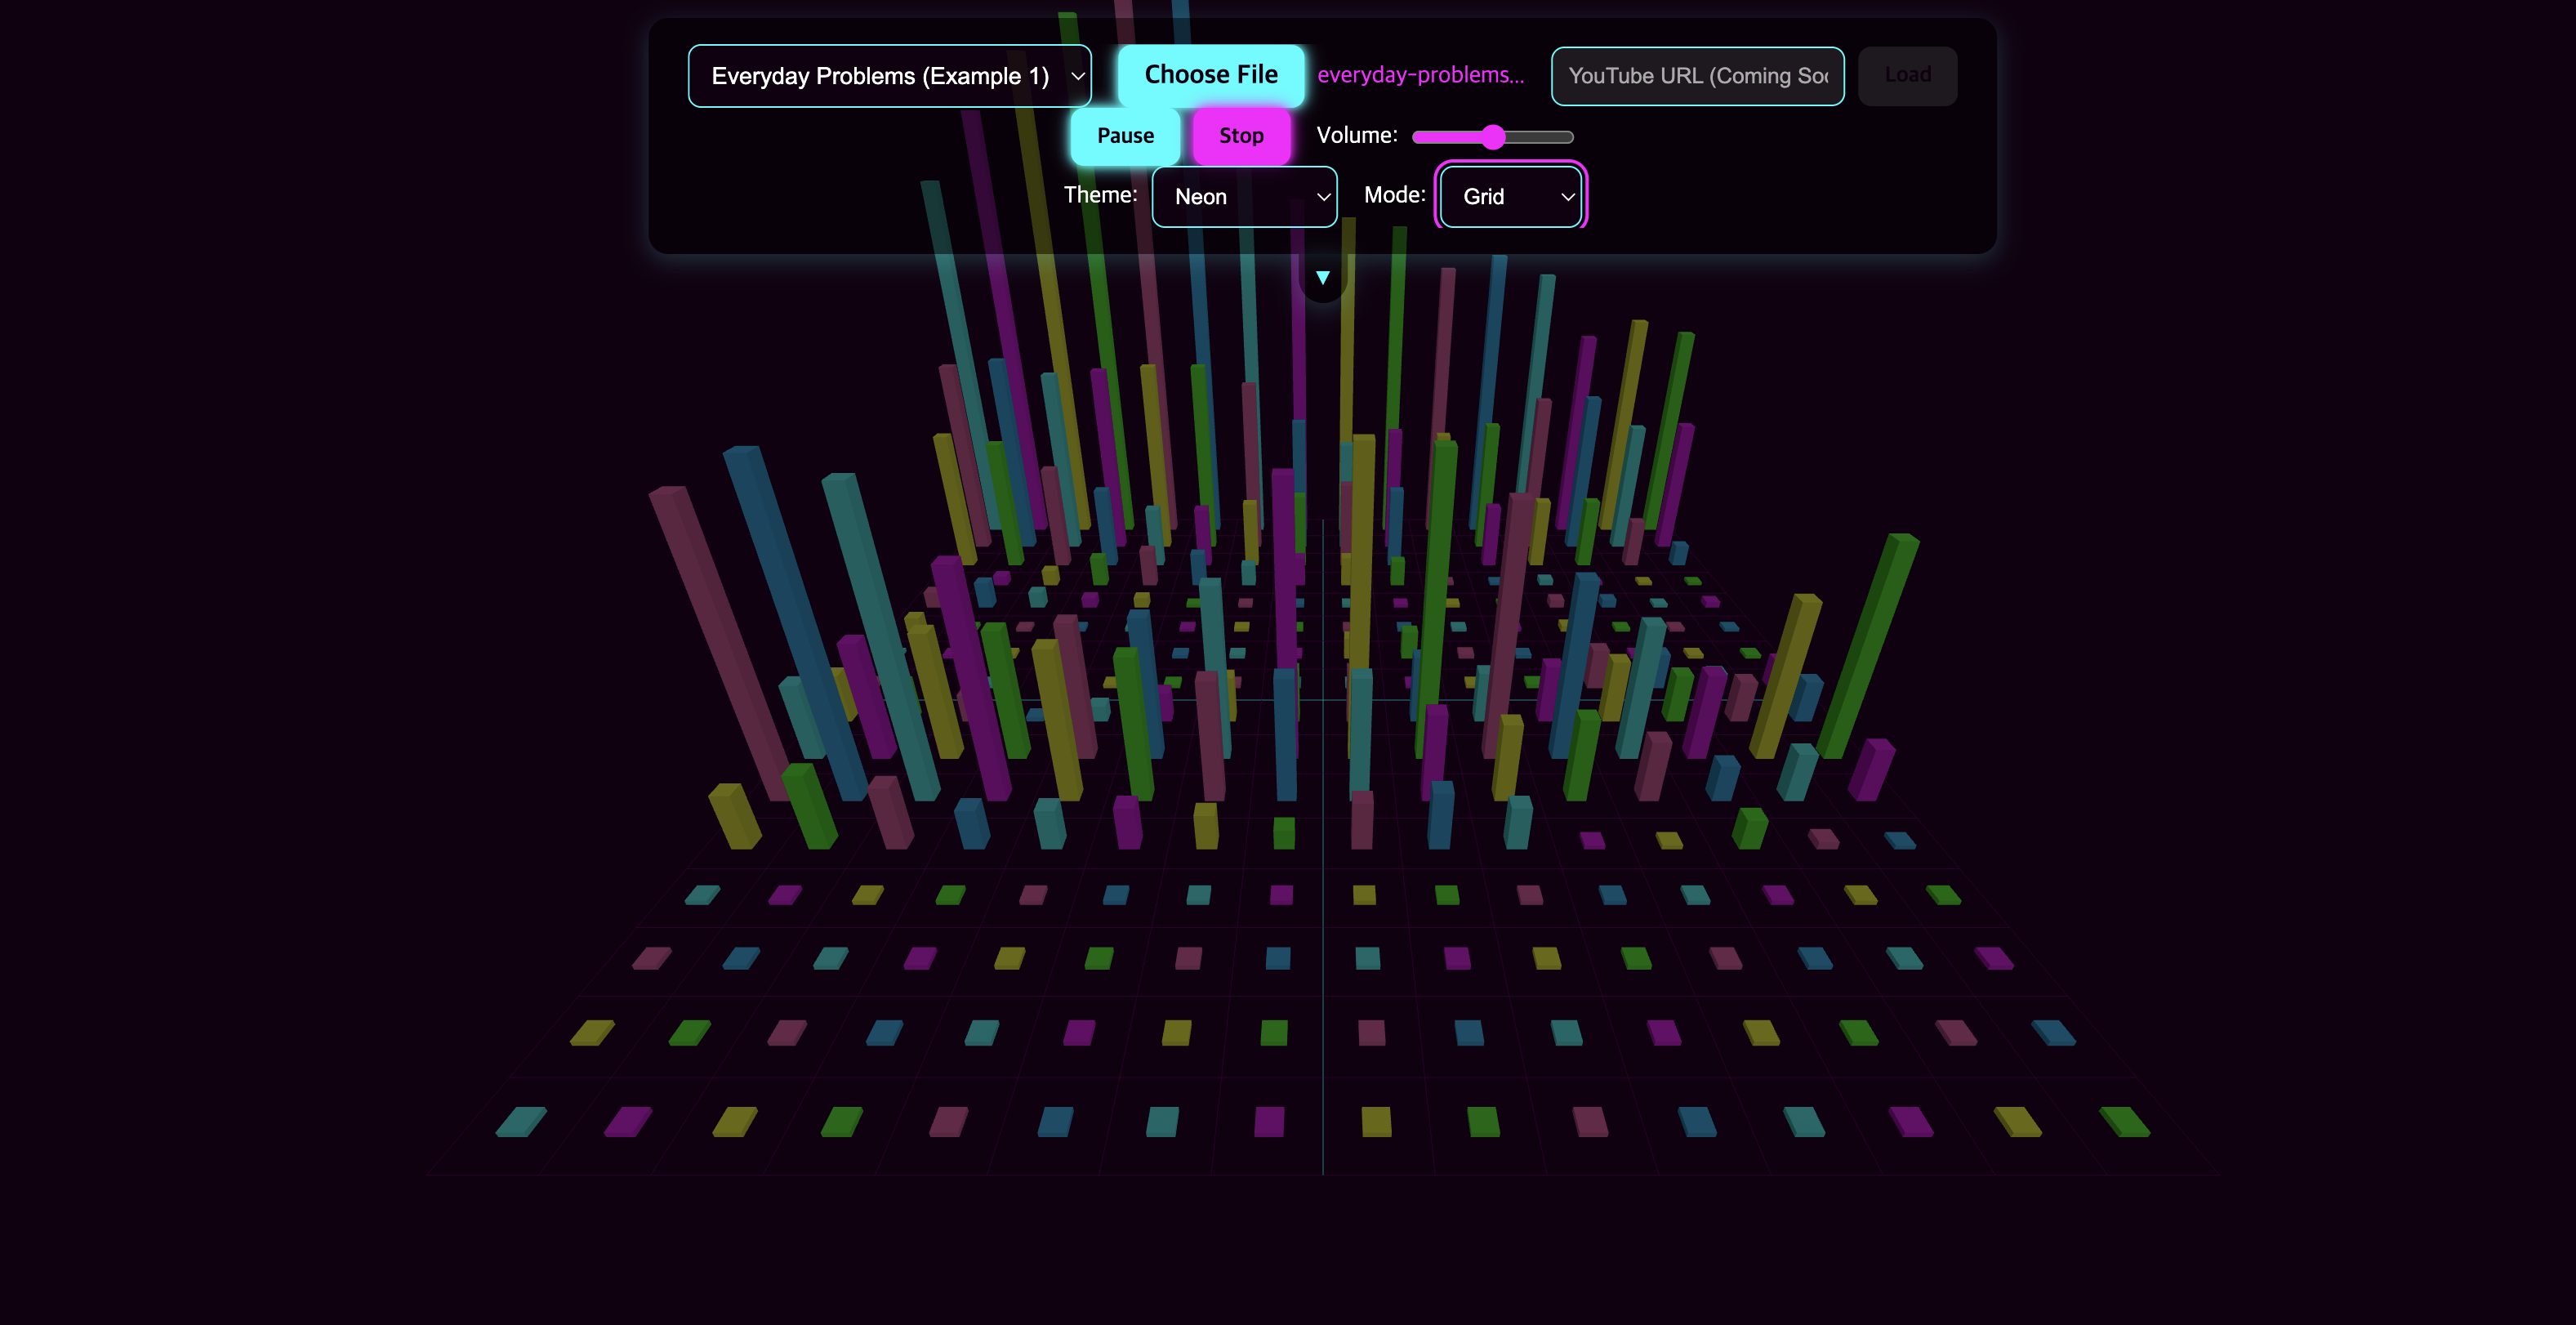 Everyday Problems (Example 1) Choose File everyday-problems... YouTube URL (Coming Soc Load
Pause Stop Volume:
Theme: Neon Mode: Grid